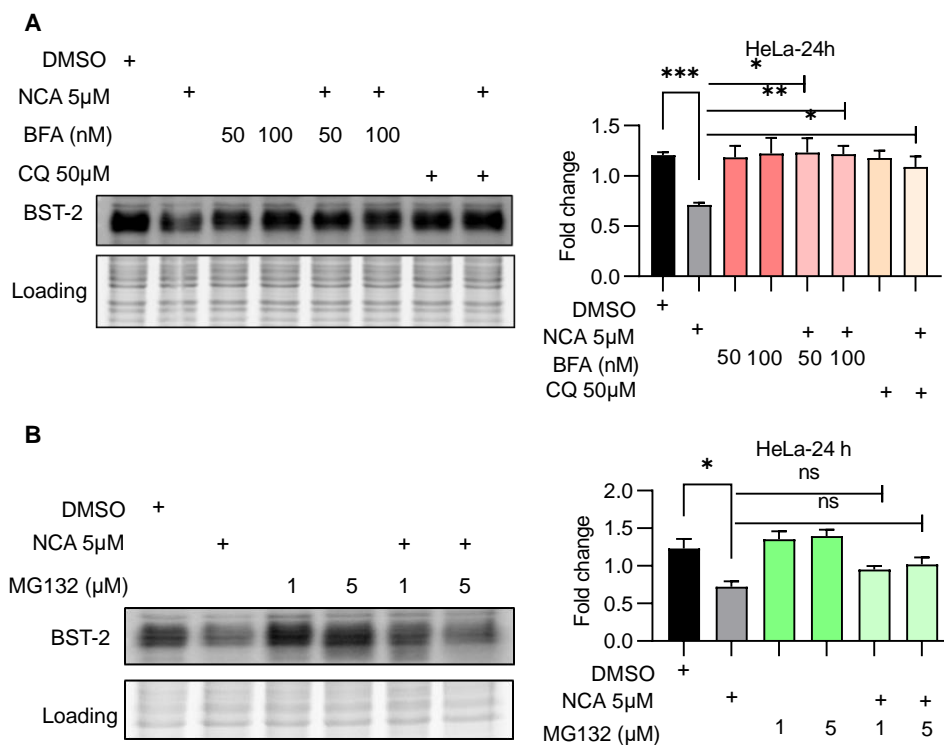 A
DMSO +
NCA 5µM + + + +
BFA (nM) 50 100 50 100
CQ 50µM + +
BST-2
Loading
HeLa-24h
*
***
**
*
Fold change
1.5
1.0
0.5
0.0
DMSO +
NCA 5µM + + + +
BFA (nM) 50 100 50 100
CQ 50µM + +
B
DMSO +
NCA 5µM + + +
MG132 (µM) 1 5 1 5
BST-2
Loading
HeLa-24 h
ns
*
ns
Fold change
2.0
1.5
1.0
0.5
0.0
DMSO +
NCA 5µM + + +
MG132 (µM) 1 5 1 5